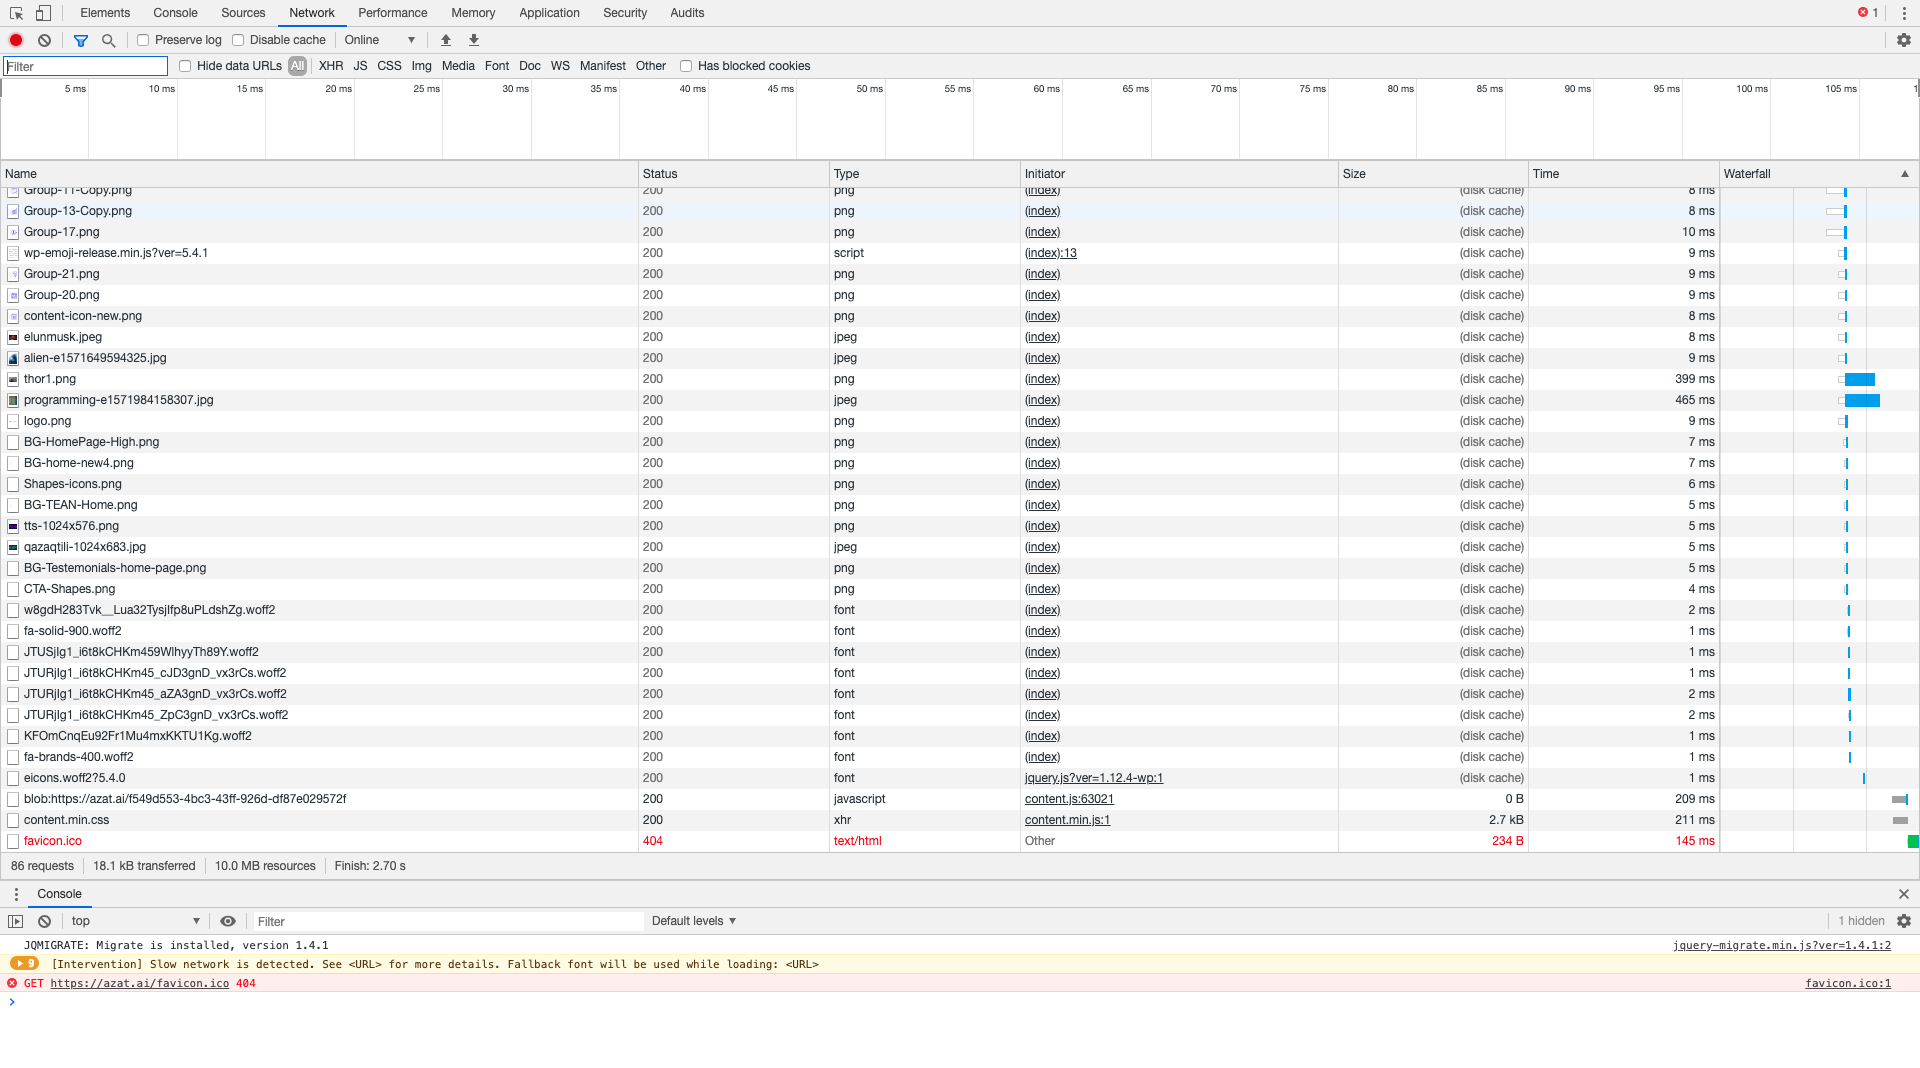 Elements Console Sources Network Performance Memory Application Security Audits 1
Preserve log Disable cache Online
Filter Hide data URLs All XHR JS CSS Img Media Font Doc WS Manifest Other Has blocked cookies
5 ms 10 ms 15 ms 20 ms 25 ms 30 ms 35 ms 40 ms 45 ms 50 ms 55 ms 60 ms 65 ms 70 ms 75 ms 80 ms 85 ms 90 ms 95 ms 100 ms 105 ms 1
Name Status Type Initiator Size Time Waterfall
Group-11-Copy.png 200 png (index) (disk cache) 8 ms
Group-13-Copy.png 200 png (index) (disk cache) 8 ms
Group-17.png 200 png (index) (disk cache) 10 ms
wp-emoji-release.min.js?ver=5.4.1 200 script (index):13 (disk cache) 9 ms
Group-21.png 200 png (index) (disk cache) 9 ms
Group-20.png 200 png (index) (disk cache) 9 ms
content-icon-new.png 200 png (index) (disk cache) 8 ms
elunmusk.jpeg 200 jpeg (index) (disk cache) 8 ms
alien-e1571649594325.jpg 200 jpeg (index) (disk cache) 9 ms
thor1.png 200 png (index) (disk cache) 399 ms
programming-e1571984158307.jpg 200 jpeg (index) (disk cache) 465 ms
logo.png 200 png (index) (disk cache) 9 ms
BG-HomePage-High.png 200 png (index) (disk cache) 7 ms
BG-home-new4.png 200 png (index) (disk cache) 7 ms
Shapes-icons.png 200 png (index) (disk cache) 6 ms
BG-TEAN-Home.png 200 png (index) (disk cache) 5 ms
tts-1024x576.png 200 png (index) (disk cache) 5 ms
qazaqtili-1024x683.jpg 200 jpeg (index) (disk cache) 5 ms
BG-Testemonials-home-page.png 200 png (index) (disk cache) 5 ms
CTA-Shapes.png 200 png (index) (disk cache) 4 ms
w8gdH283Tvk__Lua32TysjIfp8uPLdshZg.woff2 200 font (index) (disk cache) 2 ms
fa-solid-900.woff2 200 font (index) (disk cache) 1 ms
JTUSjIg1_i6t8kCHKm459WlhyyTh89Y.woff2 200 font (index) (disk cache) 1 ms
JTURjIg1_i6t8kCHKm45_cJD3gnD_vx3rCs.woff2 200 font (index) (disk cache) 1 ms
JTURjIg1_i6t8kCHKm45_aZA3gnD_vx3rCs.woff2 200 font (index) (disk cache) 2 ms
JTURjIg1_i6t8kCHKm45_ZpC3gnD_vx3rCs.woff2 200 font (index) (disk cache) 2 ms
KFOmCnqEu92Fr1Mu4mxKKTU1Kg.woff2 200 font (index) (disk cache) 1 ms
fa-brands-400.woff2 200 font (index) (disk cache) 1 ms
eicons.woff2?5.4.0 200 font jquery.js?ver=1.12.4-wp:1 (disk cache) 1 ms
blob:https://azat.ai/f549d553-4bc3-43ff-926d-df87e029572f 200 javascript content.js:63021 0 B 209 ms
content.min.css 200 xhr content.min.js:1 2.7 kB 211 ms
favicon.ico 404 text/html Other 234 B 145 ms
86 requests 18.1 kB transferred 10.0 MB resources Finish: 2.70 s
Console
top Filter Default levels 1 hidden
JQMIGRATE: Migrate is installed, version 1.4.1 jquery-migrate.min.js?ver=1.4.1:2
9 [Intervention] Slow network is detected. See <URL> for more details. Fallback font will be used while loading: <URL>
GET https://azat.ai/favicon.ico 404 favicon.ico:1